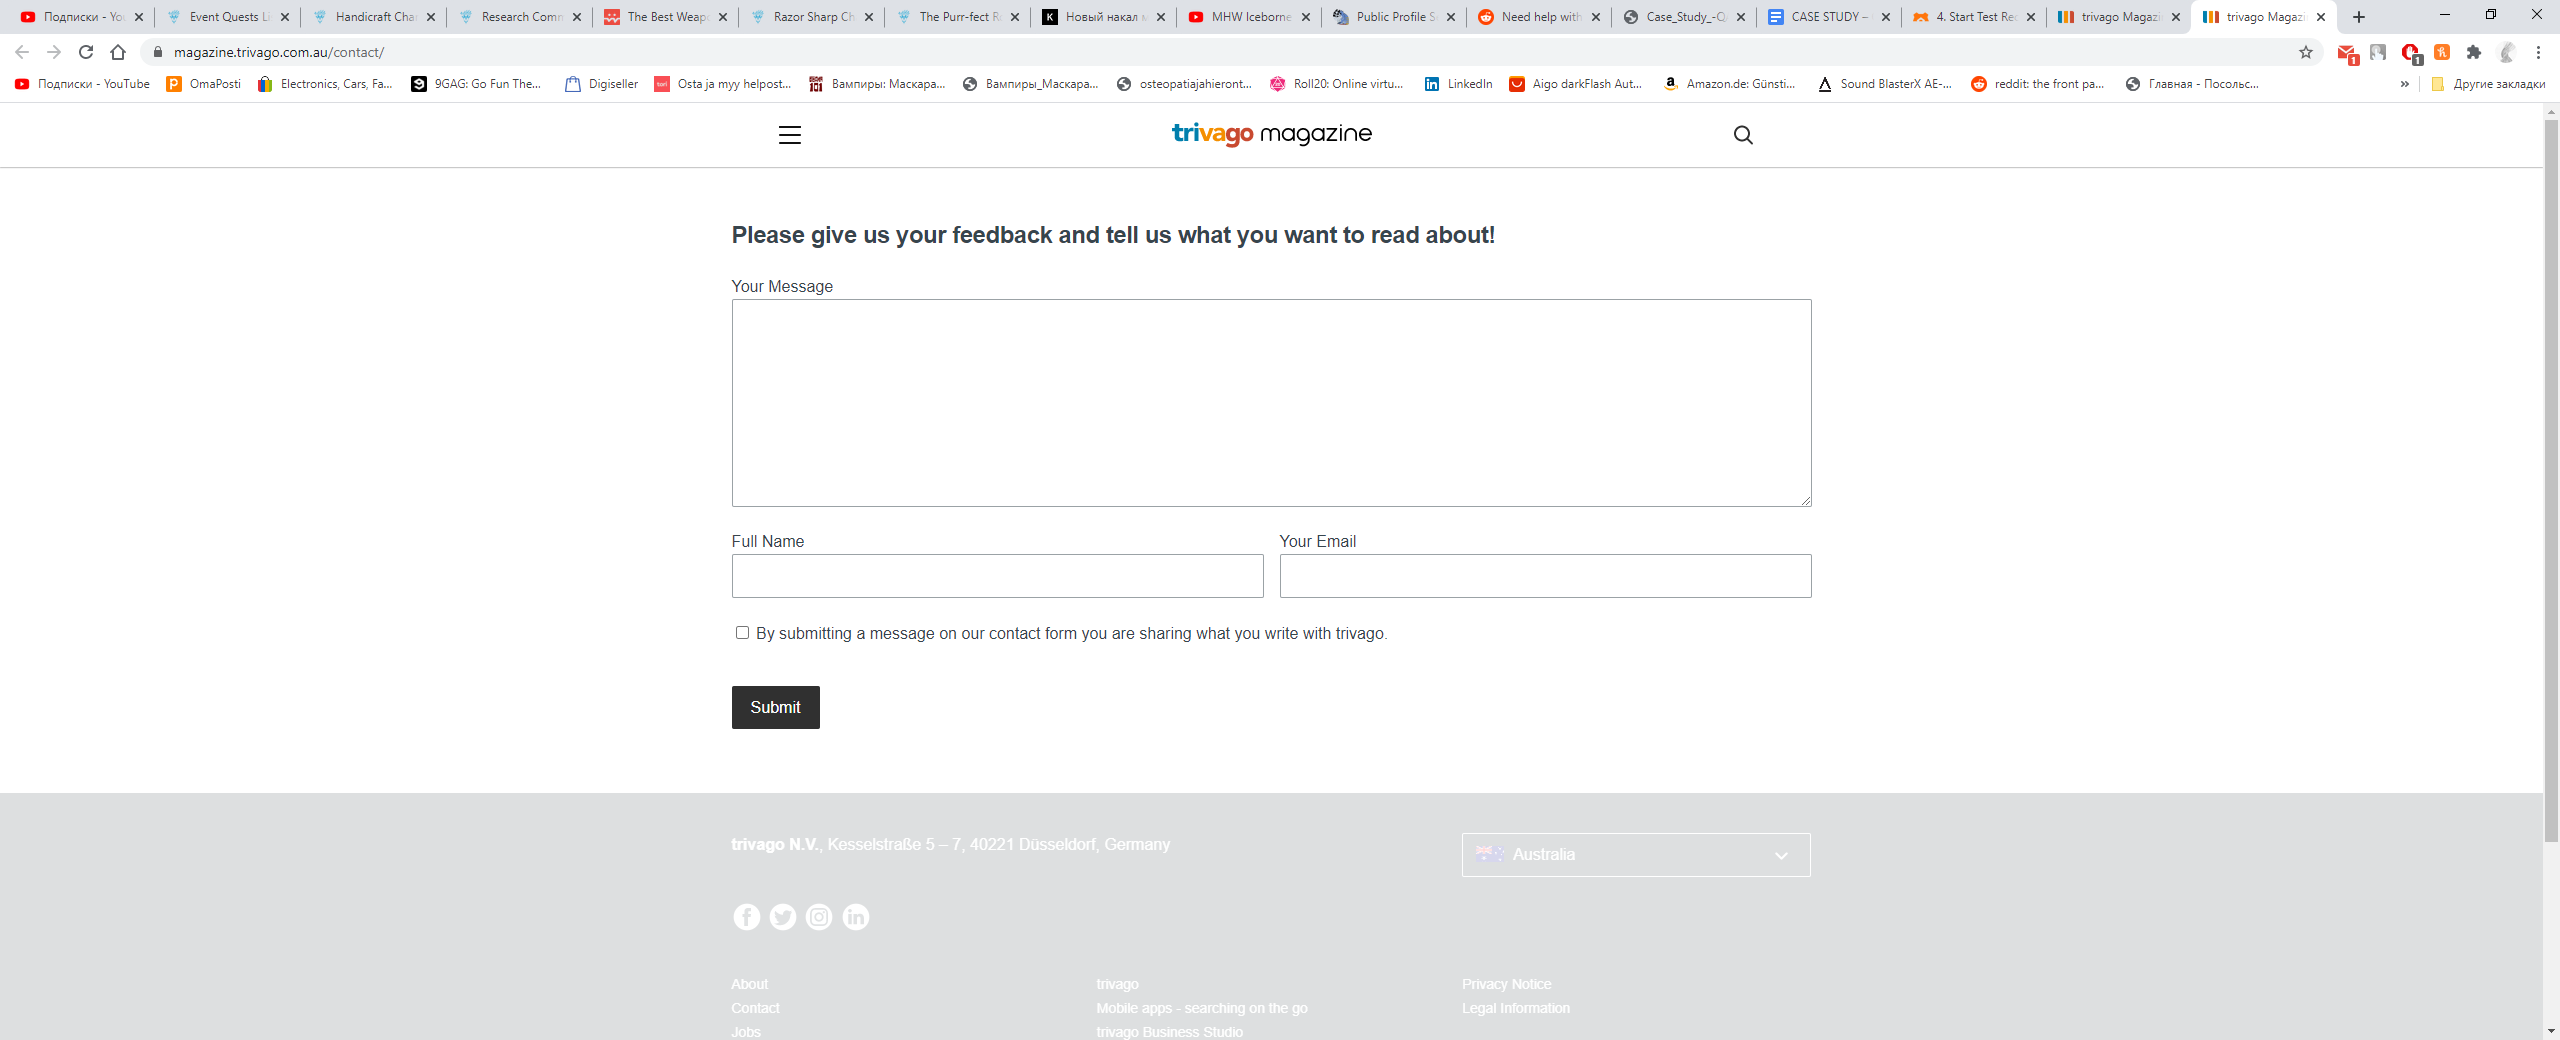 Подписки - You
Event Quests Li
Handicraft Char
Research Comm
The Best Weapo
Razor Sharp Ch
The Purr-fect R
Новый накал м
MHW Iceborne
Public Profile S
Need help with
Case_Study_-Q
CASE STUDY –
4. Start Test Rec
trivago Magazi
trivago Magazi
magazine.trivago.com.au/contact/
Подписки - YouTube
OmaPosti
Electronics, Cars, Fa...
9GAG: Go Fun The...
Digiseller
Osta ja myy helpost...
Вампиры: Маскара...
Вампиры_Маскара...
osteopatiajahieront...
Roll20: Online virtu...
LinkedIn
Aigo darkFlash Aut...
Amazon.de: Günsti...
Sound BlasterX AE-...
reddit: the front pa...
Главная - Посольс...
»
Другие закладки
trivago magazine
Please give us your feedback and tell us what you want to read about!
Your Message
Full Name
Your Email
By submitting a message on our contact form you are sharing what you write with trivago.
Submit
trivago N.V., Kesselstraße 5 – 7, 40221 Düsseldorf, Germany
Australia
About
Contact
Jobs
trivago
Mobile apps - searching on the go
trivago Business Studio
Privacy Notice
Legal Information